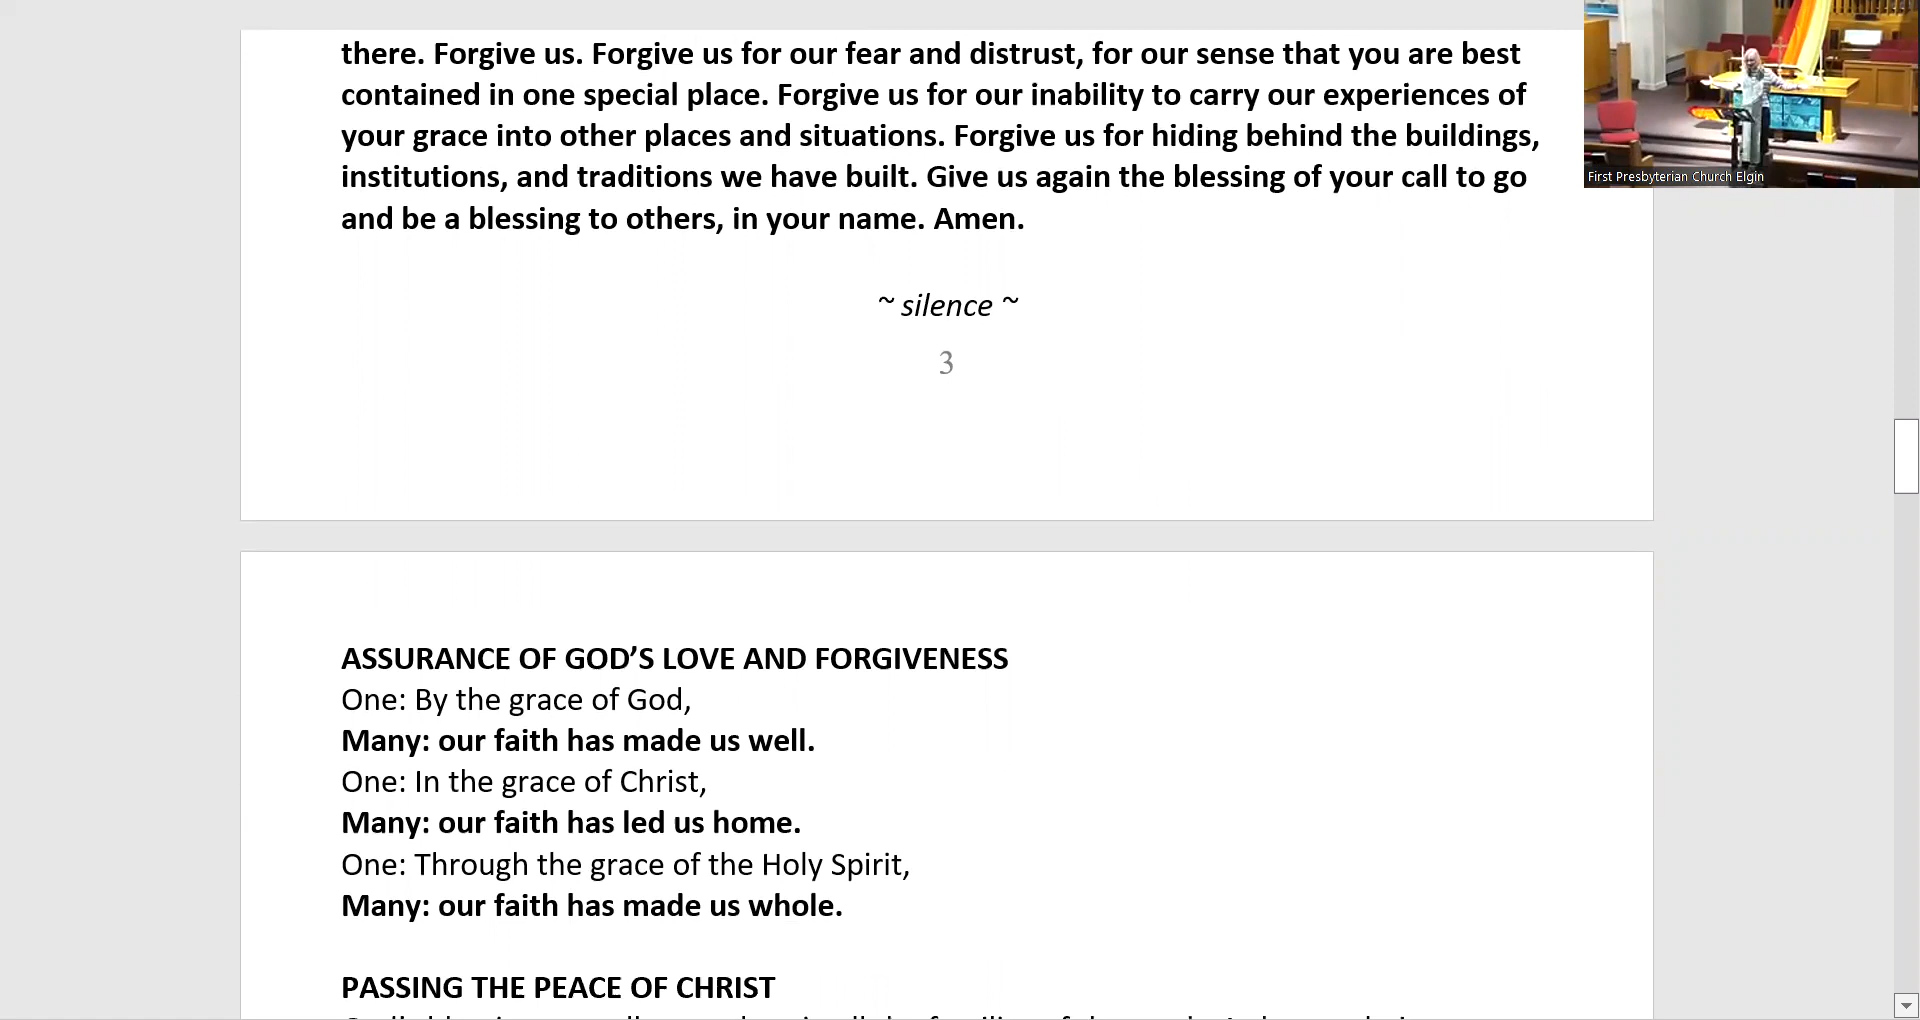 there. Forgive us. Forgive us for our fear and distrust, for our sense that you are best
contained in one special place. Forgive us for our inability to carry our experiences of
your grace into other places and situations. Forgive us for hiding behind the buildings,
institutions, and traditions we have built. Give us again the blessing of your call to go
and be a blessing to others, in your name. Amen.
~ silence ~
3
First Presbyterian Church Elgin
ASSURANCE OF GOD’S LOVE AND FORGIVENESS
One: By the grace of God,
Many: our faith has made us well.
One: In the grace of Christ,
Many: our faith has led us home.
One: Through the grace of the Holy Spirit,
Many: our faith has made us whole.
PASSING THE PEACE OF CHRIST